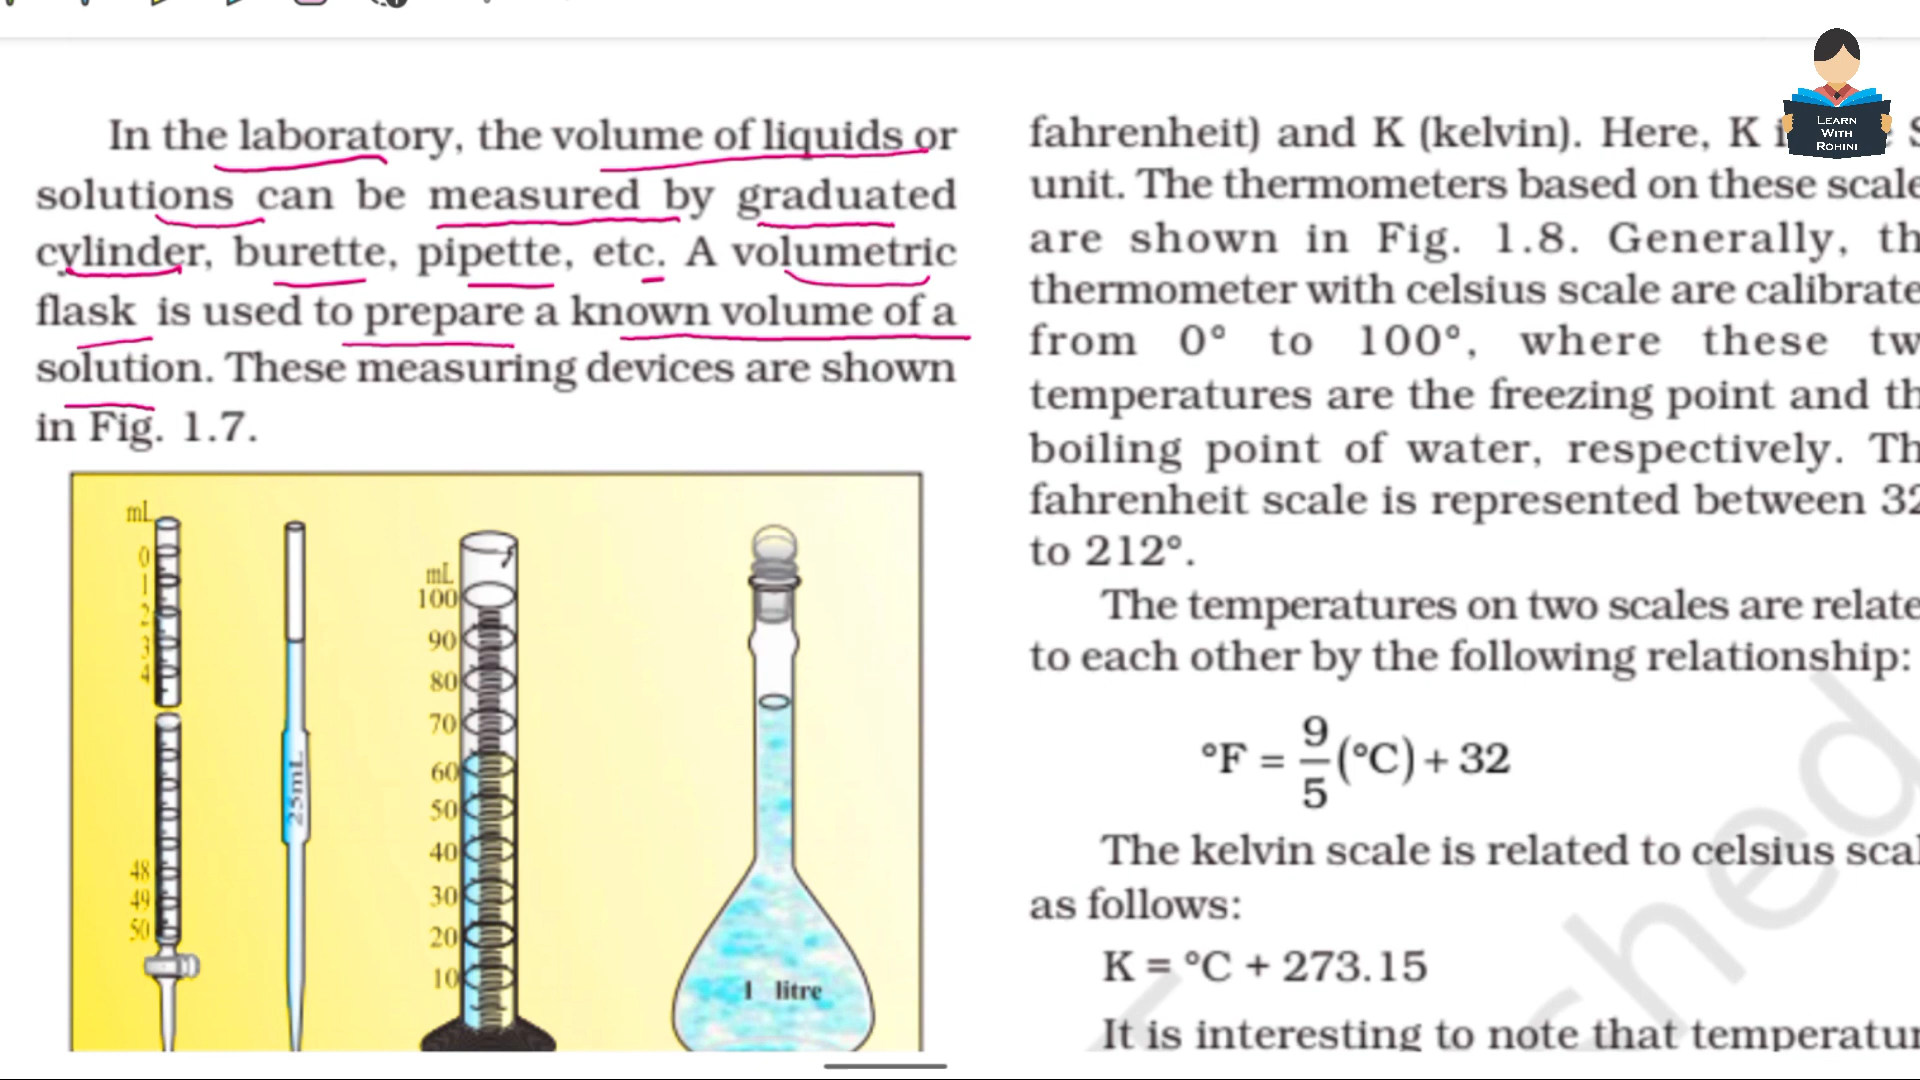 In the laboratory, the volume of liquids or
solutions can be measured by graduated
cylinder, burette, pipette, etc. A volumetric
flask is used to prepare a known volume of a
solution. These measuring devices are shown
in Fig. 1.7.
mL
0
1
2
3
4
48
49
50
25mL
mL
100
90
80
70
60
50
40
30
20
10
1 litre
fahrenheit) and K (kelvin). Here, K
unit. The thermometers based on these scale
are shown in Fig. 1.8. Generally, th
thermometer with celsius scale are calibrate
from 0° to 100°, where these tw
temperatures are the freezing point and th
boiling point of water, respectively. Th
fahrenheit scale is represented between 32
to 212°.
The temperatures on two scales are relate
to each other by the following relationship:
°F = 9/5 (°C) + 32
The kelvin scale is related to celsius scal
as follows:
K = °C + 273.15
It is interesting to note that temperatur
shed
LEARN
WITH
ROHINI